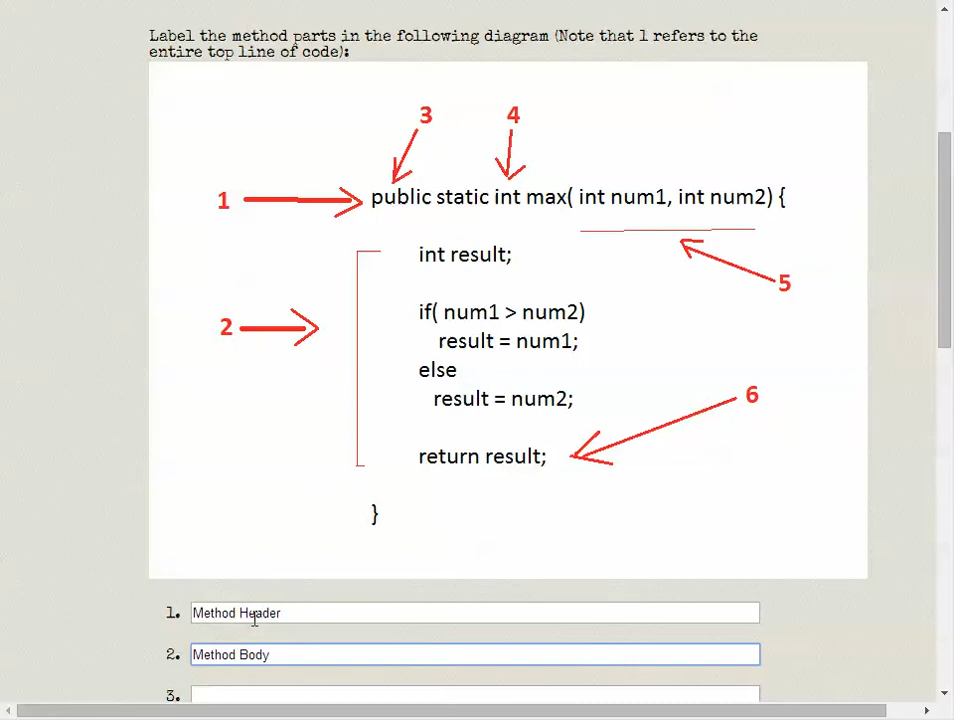 Label the method parts in the following diagram (Note that 1 refers to the
entire top line of code):
3 4
1 public static int max( int num1, int num2) {
int result;
5
if( num1 > num2)
2
result = num1;
else
result = num2;
6
return result;
}
1. Method Header
2. Method Body
3.